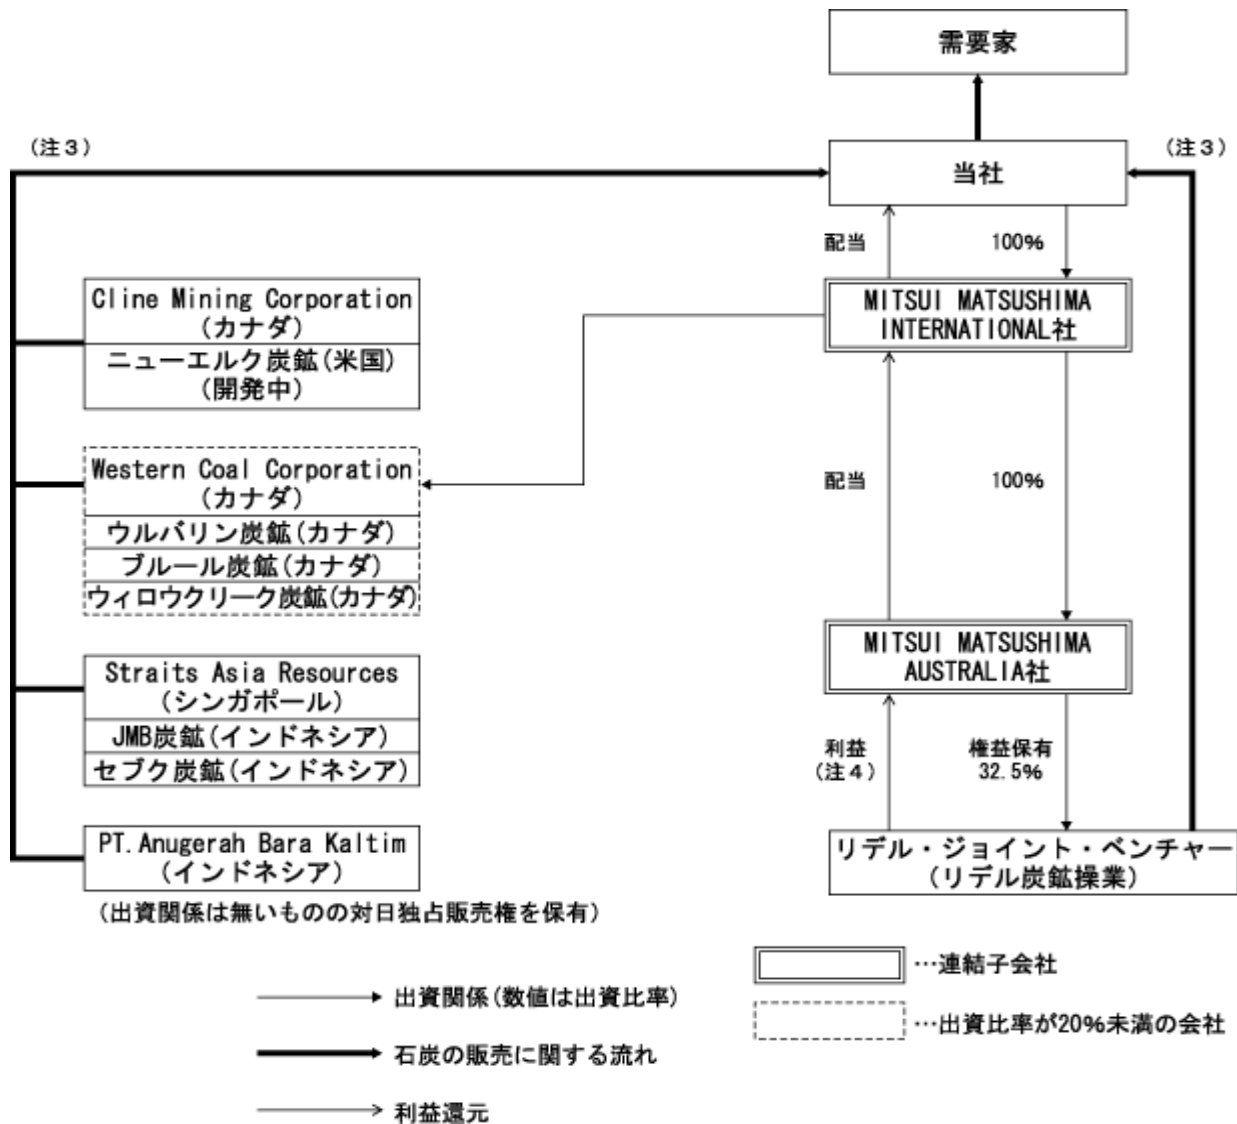 需要家
(注3)
(注3)
当社
配当
100%
Cline Mining Corporation
(カナダ)
ニューエルク炭鉱(米国)
(開発中)
MITSUI MATSUSHIMA
INTERNATIONAL社
Western Coal Corporation
(カナダ)
ウルバリン炭鉱(カナダ)
ブルール炭鉱(カナダ)
ウィロウクリーク炭鉱(カナダ)
配当
100%
Straits Asia Resources
(シンガポール)
JMB炭鉱(インドネシア)
セブク炭鉱(インドネシア)
MITSUI MATSUSHIMA
AUSTRALIA社
利益
(注4)
権益保有
32.5%
PT.Anugerah Bara Kaltim
(インドネシア)
(出資関係は無いものの対日独占販売権を保有)
リデル・ジョイント・ベンチャー
(リデル炭鉱操業)
…連結子会社
出資関係(数値は出資比率)
…出資比率が20%未満の会社
石炭の販売に関する流れ
利益還元